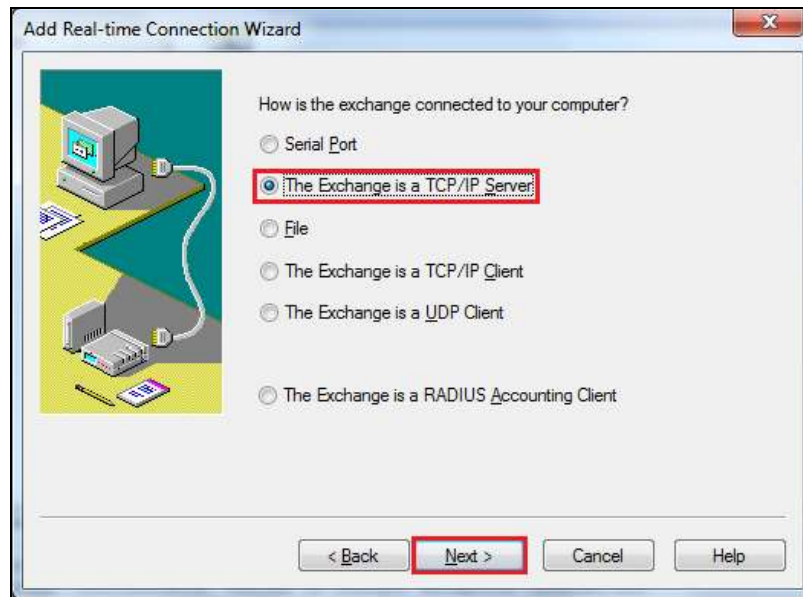 Add Real-time Connection Wizard
X
How is the exchange connected to your computer?
Serial Port
The Exchange is a TCP/IP Server
File
The Exchange is a TCP/IP Client
The Exchange is a UDP Client
The Exchange is a RADIUS Accounting Client
< Back Next > Cancel Help